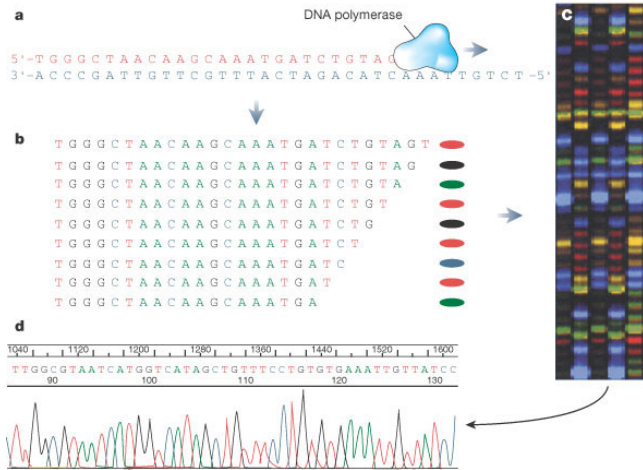 DNA polymerase
a
c
5'-TGGGCTAACAAGCAAATGATCTGTAG
3'-ACCCGATTGTTCGTTTACTAGACATCAAATTGTCT-5'
b
TGGGCTAACAAGCAAATGATCTGTAGT
TGGGCTAACAAGCAAATGATCTGTAG
TGGGCTAACAAGCAAATGATCTGTA
TGGGCTAACAAGCAAATGATCTGT
TGGGCTAACAAGCAAATGATCTG
TGGGCTAACAAGCAAATGATCT
TGGGCTAACAAGCAAATGATC
TGGGCTAACAAGCAAATGAT
TGGGCTAACAAGCAAATGA
d
1040 1120 1200 1280 1360 1440 1520 1600
TTGGCGTAATCATGGTCATAGCTGTTTCCTGTGTGAAATTGTTATCC
90 100 110 120 130